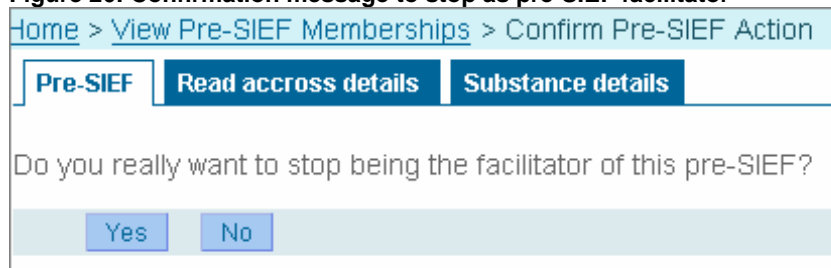 Home > View Pre-SIEF Memberships > Confirm Pre-SIEF Action
Pre-SIEF Read accross details Substance details
Do you really want to stop being the facilitator of this pre-SIEF?
Yes No